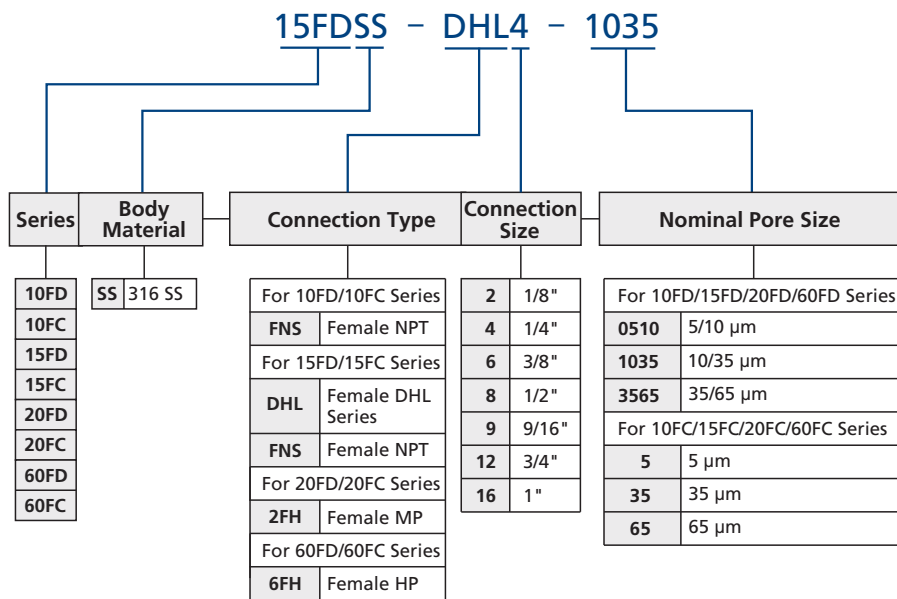 15FDSS – DHL4 – 1035
Series
Body
Material
Connection Type
Connection
Size
Nominal Pore Size
10FD
10FC
15FD
15FC
20FD
20FC
60FD
60FC
SS 316 SS
For 10FD/10FC Series
FNS Female NPT
For 15FD/15FC Series
DHL Female DHL
Series
FNS Female NPT
For 20FD/20FC Series
2FH Female MP
For 60FD/60FC Series
6FH Female HP
2 1/8"
4 1/4"
6 3/8"
8 1/2"
9 9/16"
12 3/4"
16 1"
For 10FD/15FD/20FD/60FD Series
0510 5/10 µm
1035 10/35 µm
3565 35/65 µm
For 10FC/15FC/20FC/60FC Series
5 5 µm
35 35 µm
65 65 µm